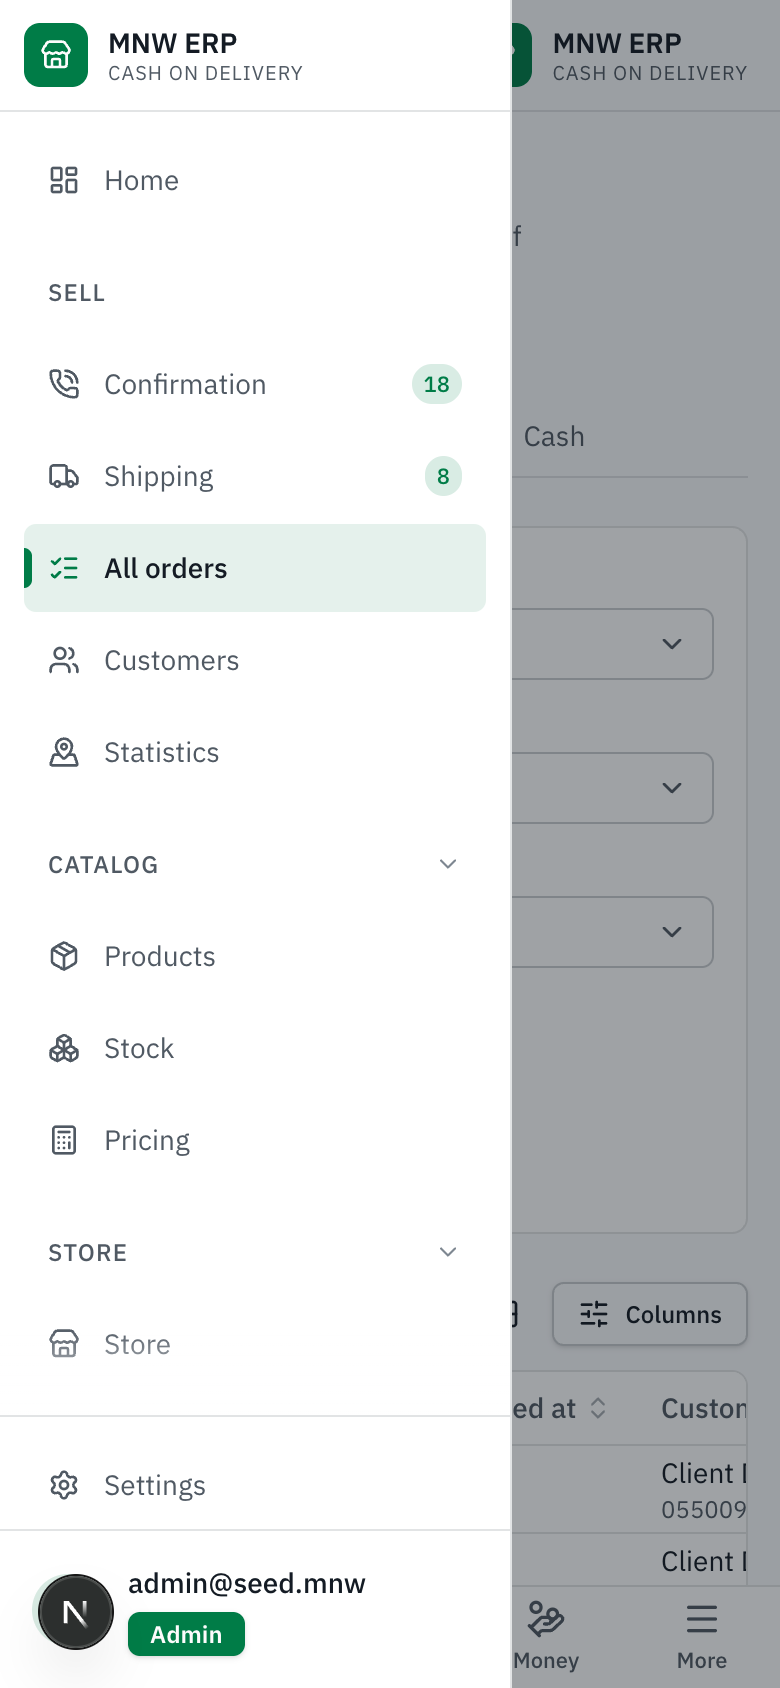 MNW ERP
CASH ON DELIVERY
MNW ERP
CASH ON DELIVERY
Home
f
SELL
Confirmation 18
Cash
Shipping 8
All orders
Customers
Statistics
CATALOG
Products
Stock
Pricing
STORE
Columns
Store
ed at
Client
055009
Settings
Client
admin@seed.mnw
Admin
Money
More